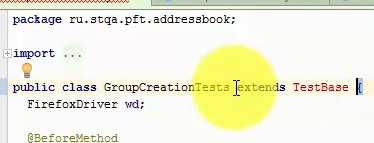 package ru.stqa.pft.addressbook;
import ...
public class GroupCreationTests extends TestBase {
FirefoxDriver wd;
@BeforeMethod